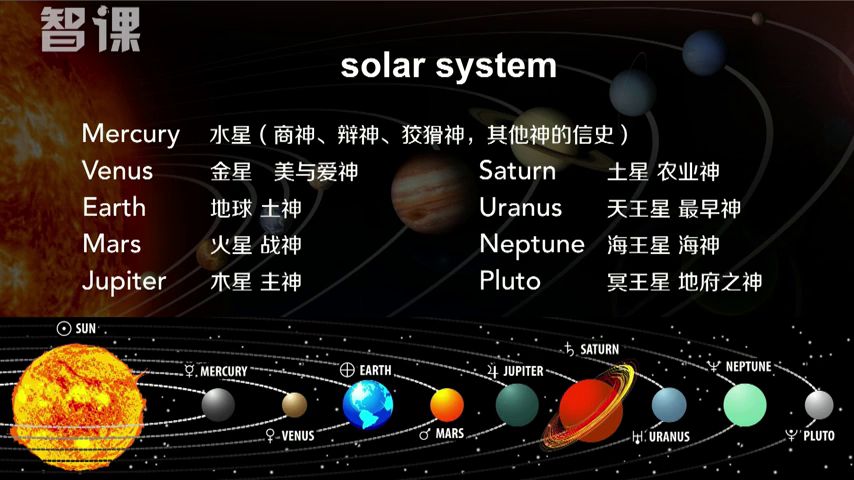 智课
solar system
Mercury 水星（商神、辩神、狡猾神，其他神的信史）
Venus 金星 美与爱神
Earth 地球 土神
Mars 火星 战神
Jupiter 木星 主神
Saturn 土星 农业神
Uranus 天王星 最早神
Neptune 海王星 海神
Pluto 冥王星 地府之神
☉ SUN
☿ MERCURY
♀ VENUS
⊕ EARTH
♂ MARS
♃ JUPITER
♄ SATURN
♅ URANUS
♆ NEPTUNE
PLUTO